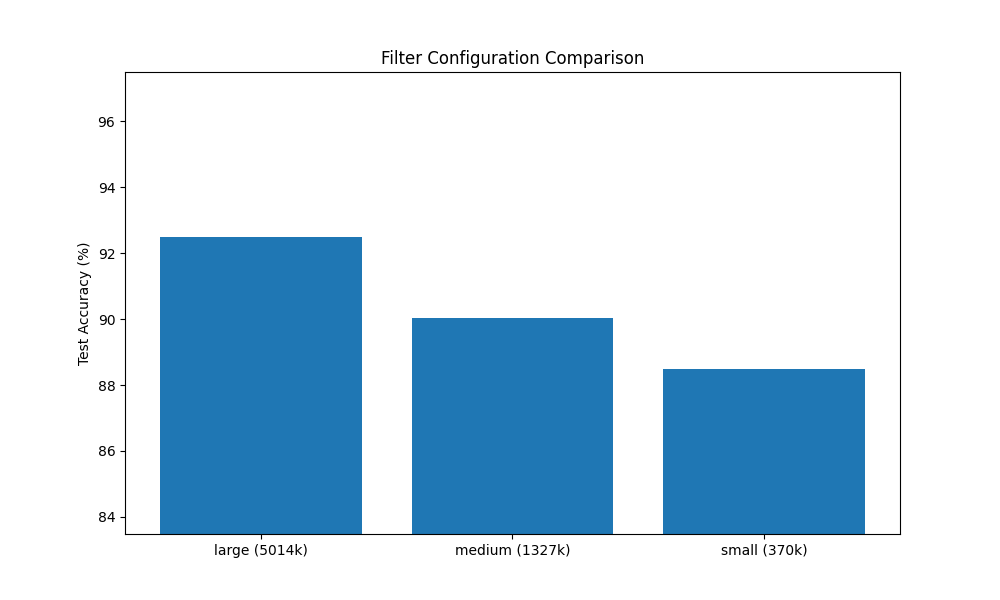 Filter Configuration Comparison
96
94
92
90
88
86
84
Test Accuracy (%)
large (5014k)
medium (1327k)
small (370k)